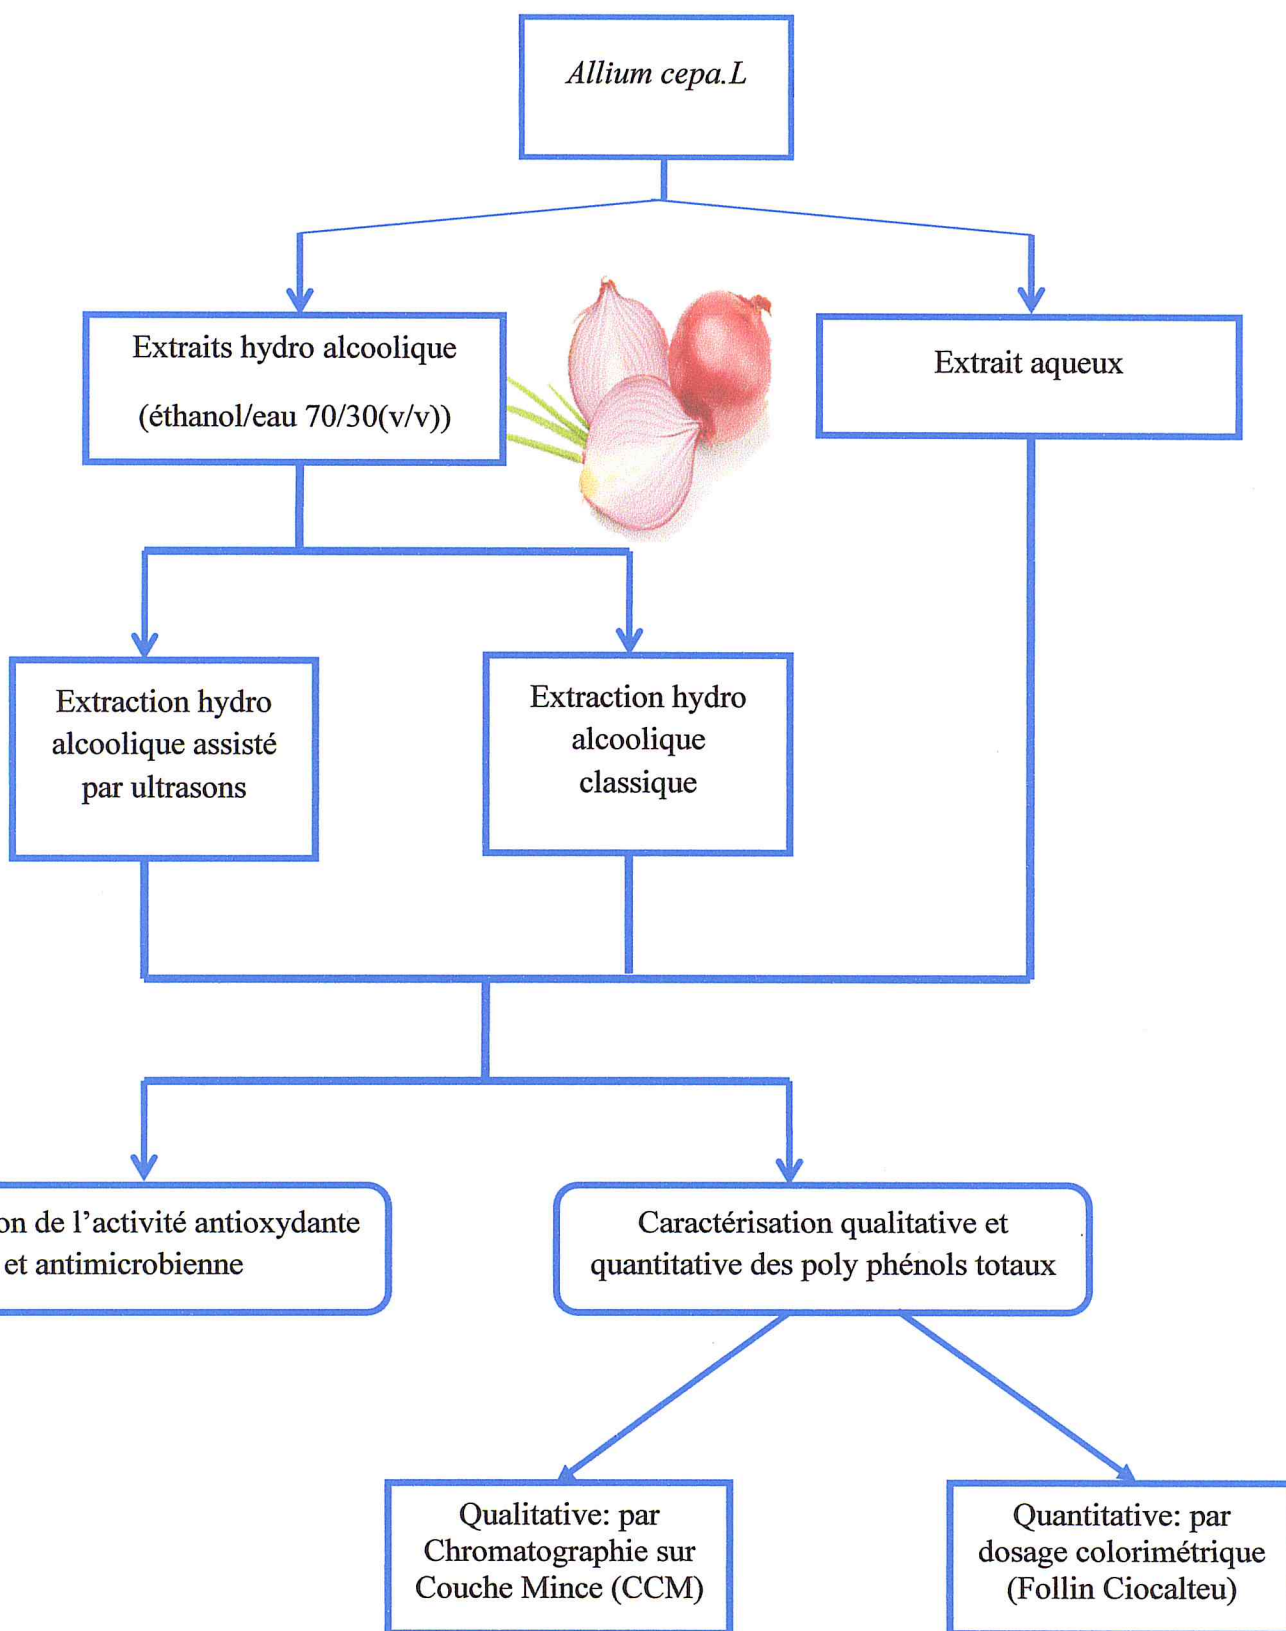 Allium cepa.L
Extraits hydro alcoolique
(éthanol/eau 70/30(v/v))
Extrait aqueux
Extraction hydro
alcoolique assisté
par ultrasons
Extraction hydro
alcoolique
classique
on de l’activité antioxydante
et antimicrobienne
Caractérisation qualitative et
quantitative des poly phénols totaux
Qualitative: par
Chromatographie sur
Couche Mince (CCM)
Quantitative: par
dosage colorimétrique
(Follin Ciocalteu)